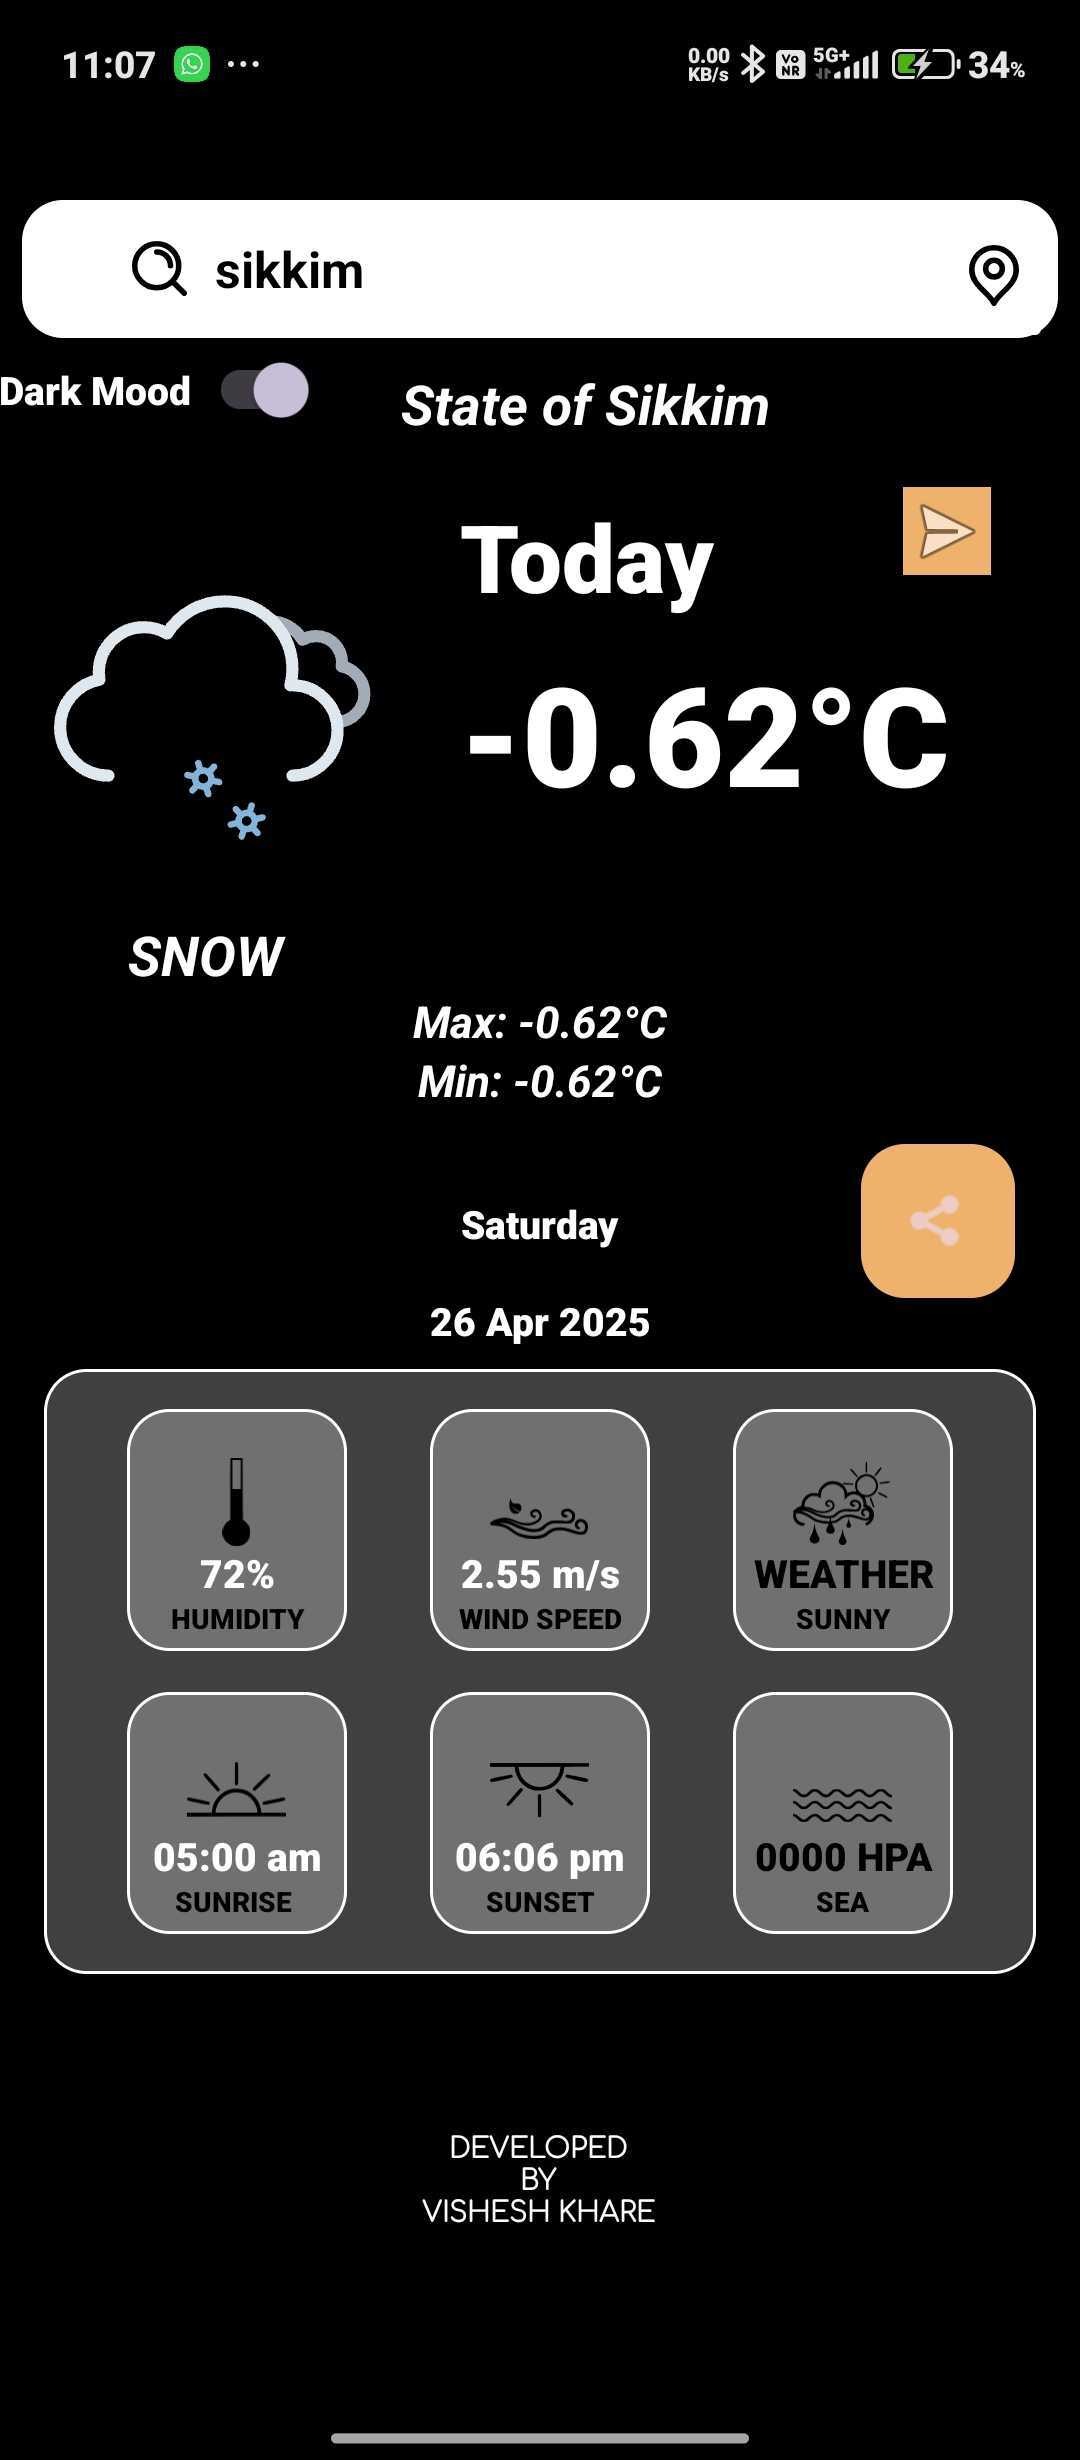 11:07 ... 0.00 KB/s Vo NR 5G+ 34%
sikkim
Dark Mood
State of Sikkim
Today
-0.62°C
SNOW
Max: -0.62°C
Min: -0.62°C
Saturday
26 Apr 2025
72%
HUMIDITY
2.55 m/s
WIND SPEED
WEATHER
SUNNY
05:00 am
SUNRISE
06:06 pm
SUNSET
0000 HPA
SEA
DEVELOPED
BY
VISHESH KHARE